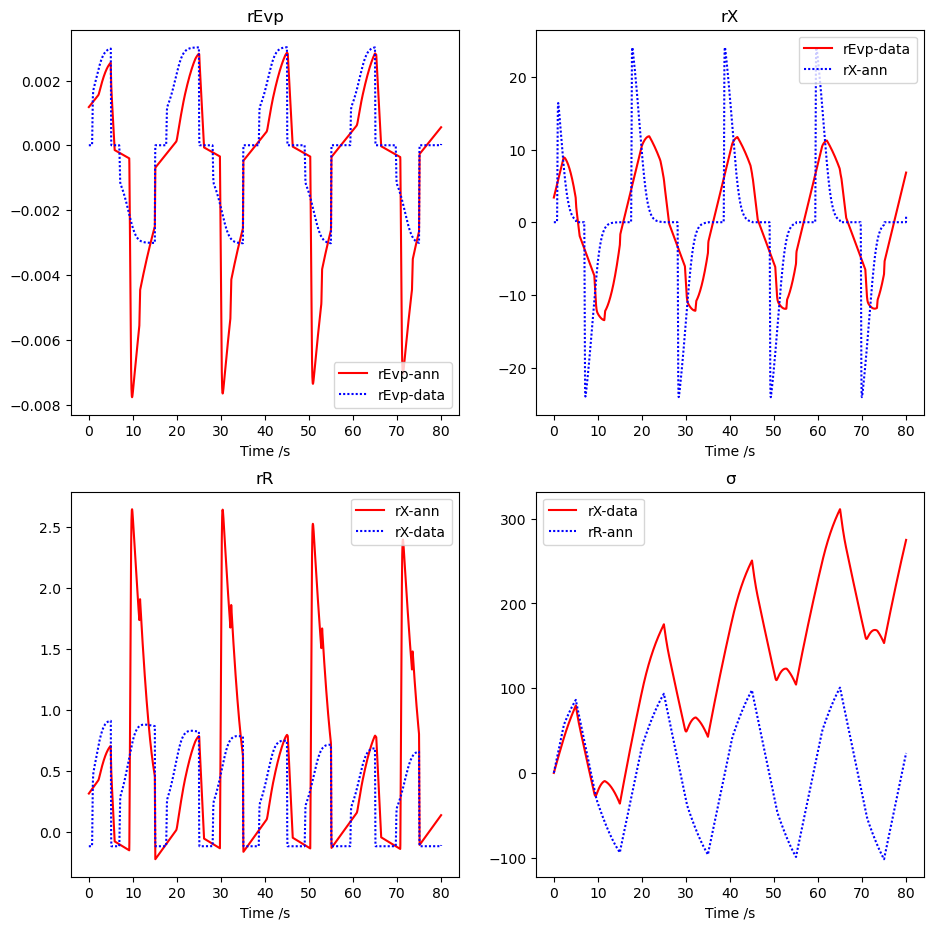 rEvp
0.002
0.000
−0.002
−0.004
−0.006
−0.008
rEvp-ann
rEvp-data
0 10 20 30 40 50 60 70 80
Time /s
rX
20
10
0
−10
−20
rEvp-data
rX-ann
0 10 20 30 40 50 60 70 80
Time /s
rR
2.5
2.0
1.5
1.0
0.5
0.0
rX-ann
rX-data
0 10 20 30 40 50 60 70 80
Time /s
σ
300
200
100
0
−100
rX-data
rR-ann
0 10 20 30 40 50 60 70 80
Time /s